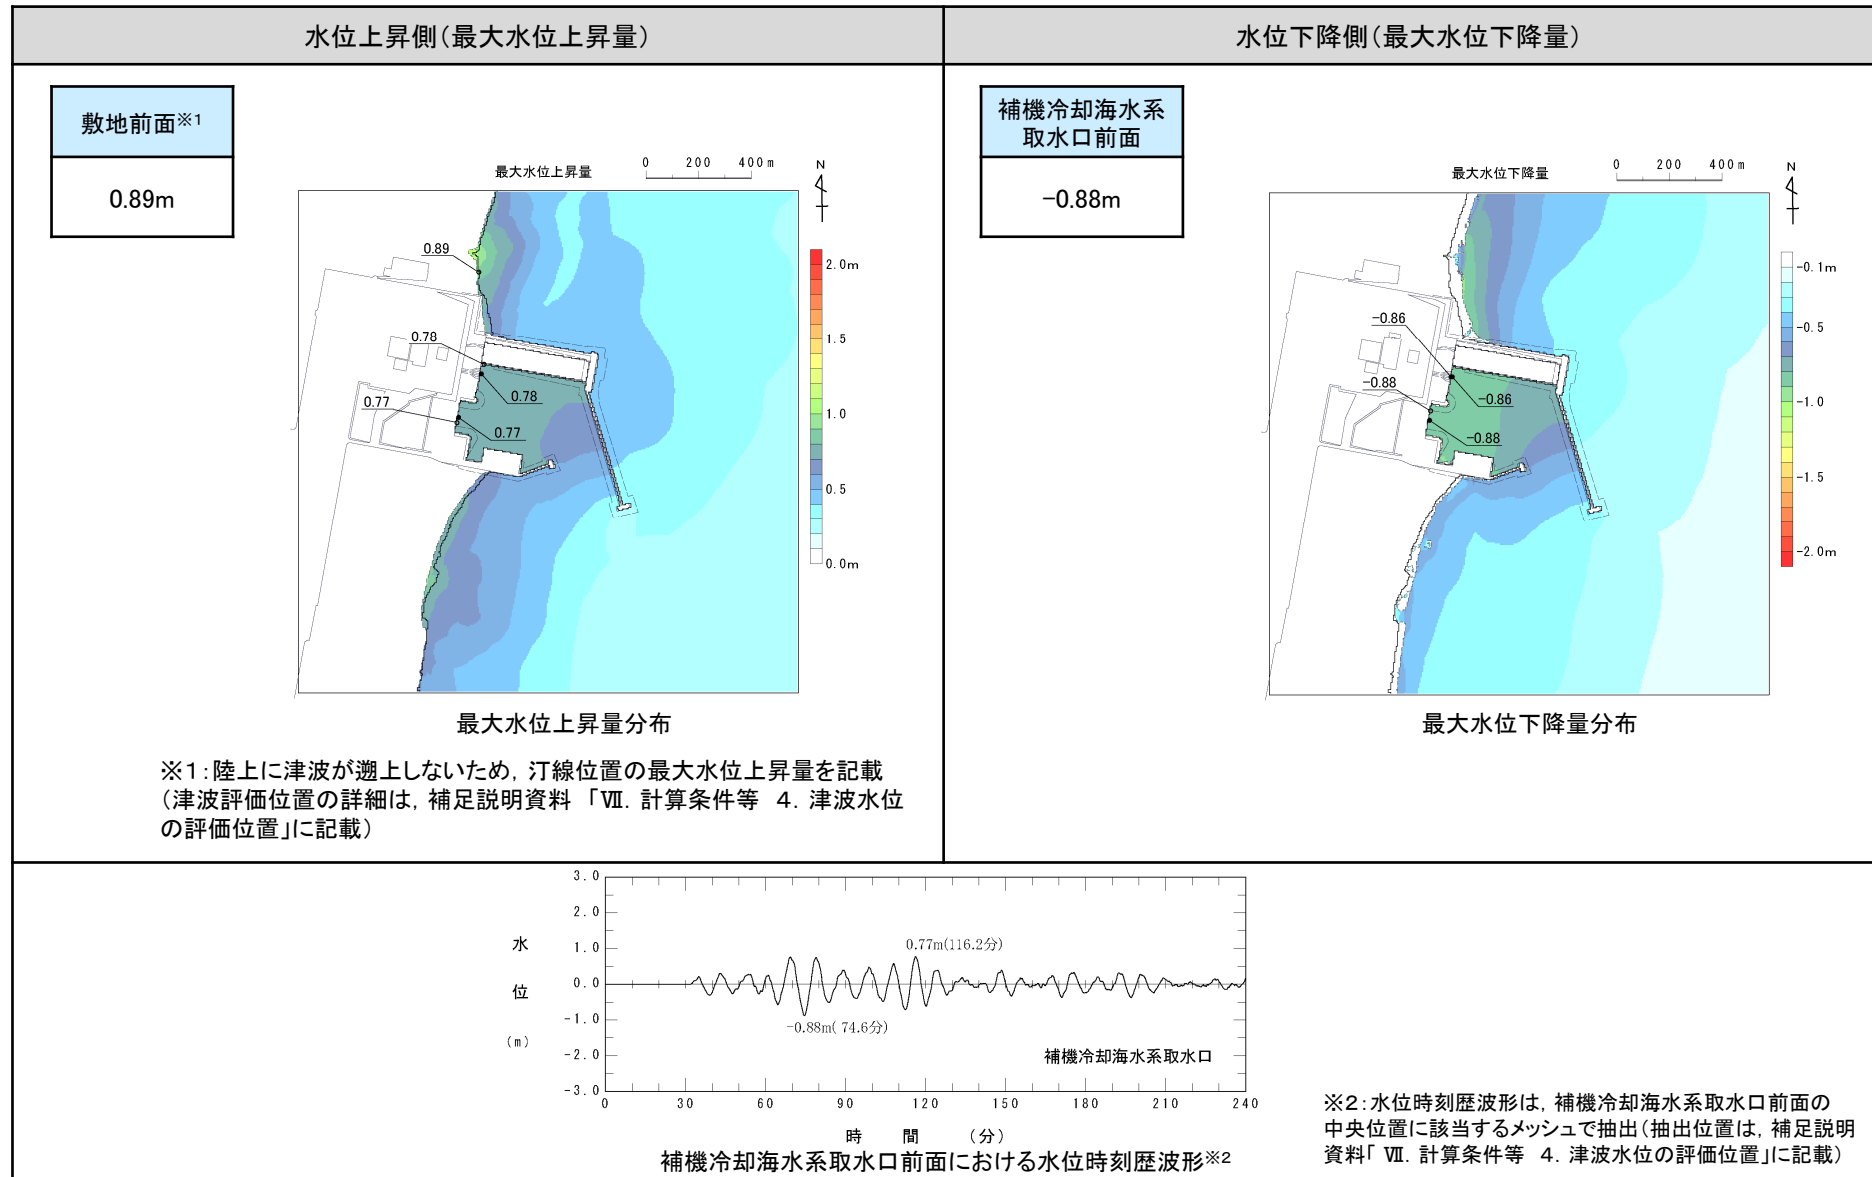 水位上昇側(最大水位上昇量)
水位下降側(最大水位下降量)
敷地前面※1
0.89m
最大水位上昇量
0 200 400m
N
0.89
0.78
0.78
0.77
0.77
2.0m
1.5
1.0
0.5
0.0m
最大水位上昇量分布
※1:陸上に津波が遡上しないため,汀線位置の最大水位上昇量を記載
(津波評価位置の詳細は,補足説明資料 「Ⅶ.計算条件等 4.津波水位
の評価位置」に記載)
補機冷却海水系
取水口前面
-0.88m
最大水位下降量
0 200 400m
N
-0.86
-0.86
-0.88
-0.88
-0.1m
-0.5
-1.0
-1.5
-2.0m
最大水位下降量分布
3.0
2.0
1.0
0.0
-1.0
-2.0
-3.0
水
位
(m)
0.77m(116.2分)
-0.88m( 74.6分)
補機冷却海水系取水口
0 30 60 90 120 150 180 210 240
時 間 (分)
補機冷却海水系取水口前面における水位時刻歴波形※2
※2:水位時刻歴波形は,補機冷却海水系取水口前面の
中央位置に該当するメッシュで抽出(抽出位置は,補足説明
資料「 Ⅶ.計算条件等 4.津波水位の評価位置」に記載)